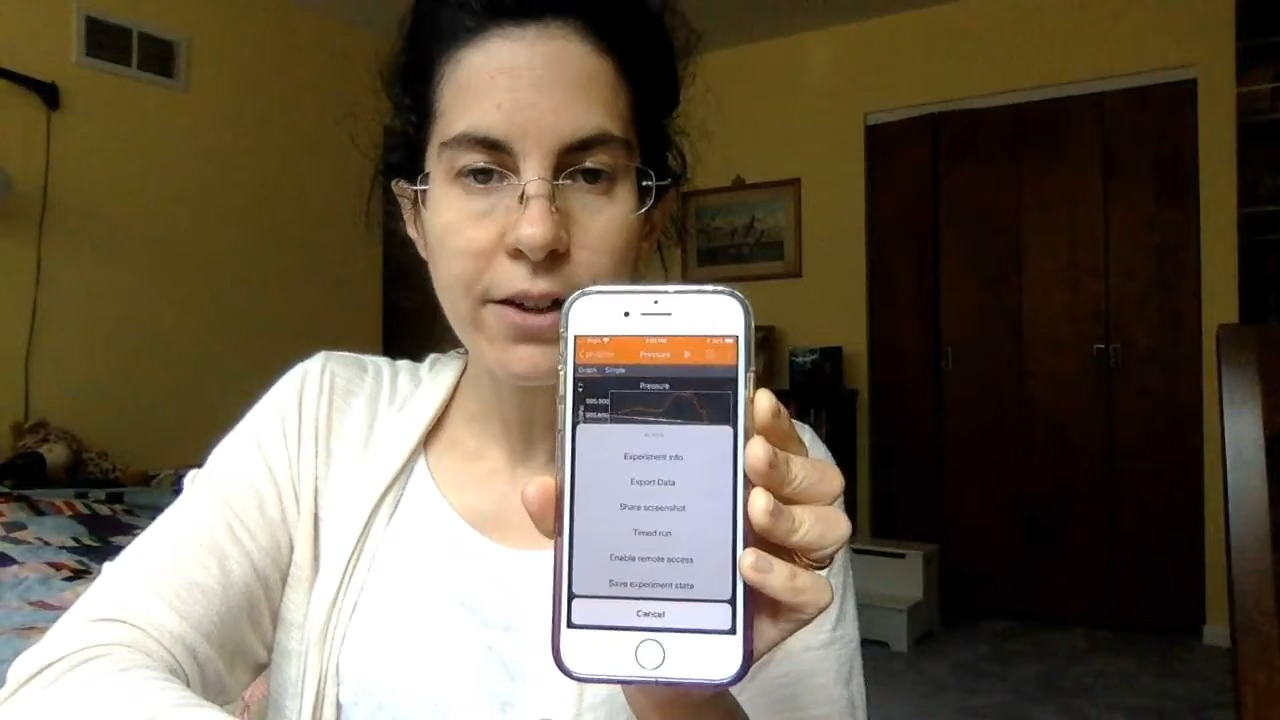 Pressure
Graph Simple
Pressure
Experiment info
Export Data
Share screenshot
Timed run
Enable remote access
Save experiment state
Cancel